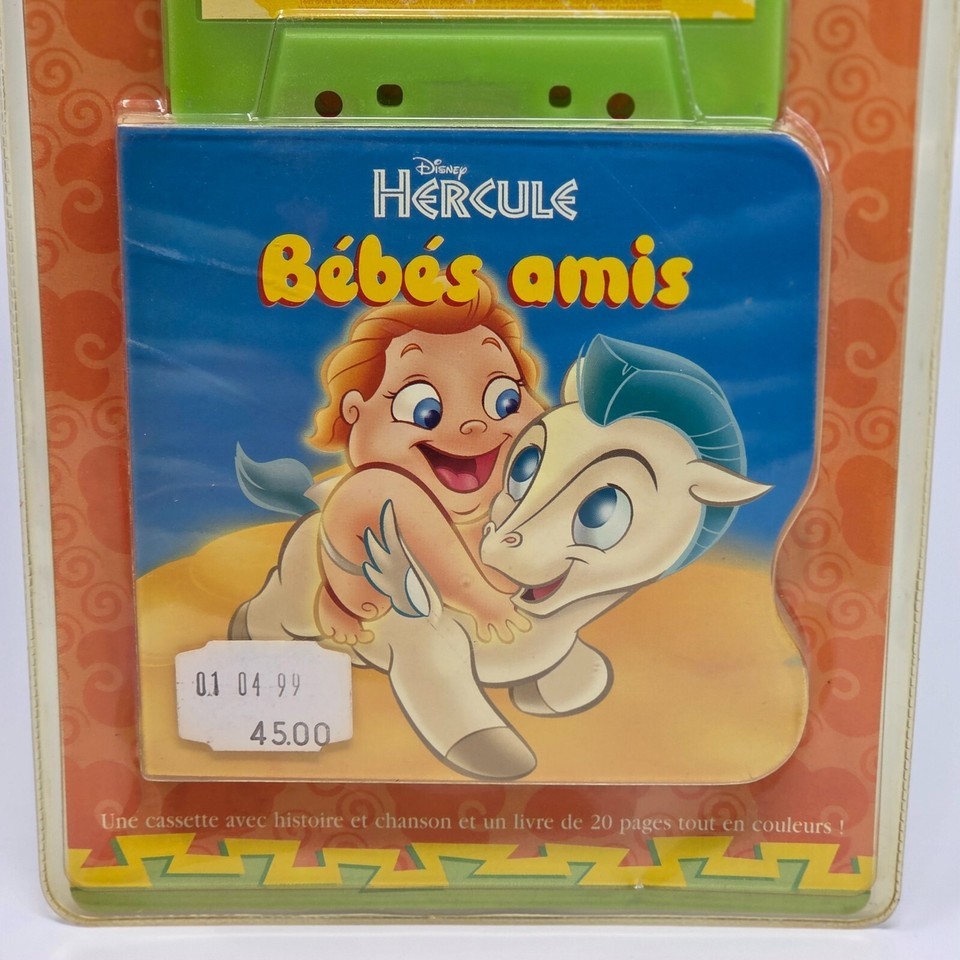 Disney
HERCULE
Bébés amis
01 04 99
45.00
Une cassette avec histoire et chanson et un livre de 20 pages tout en couleurs !